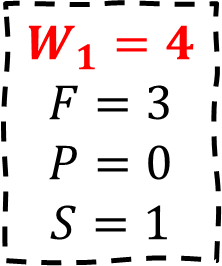 W₁ = 4
F = 3
P = 0
S = 1